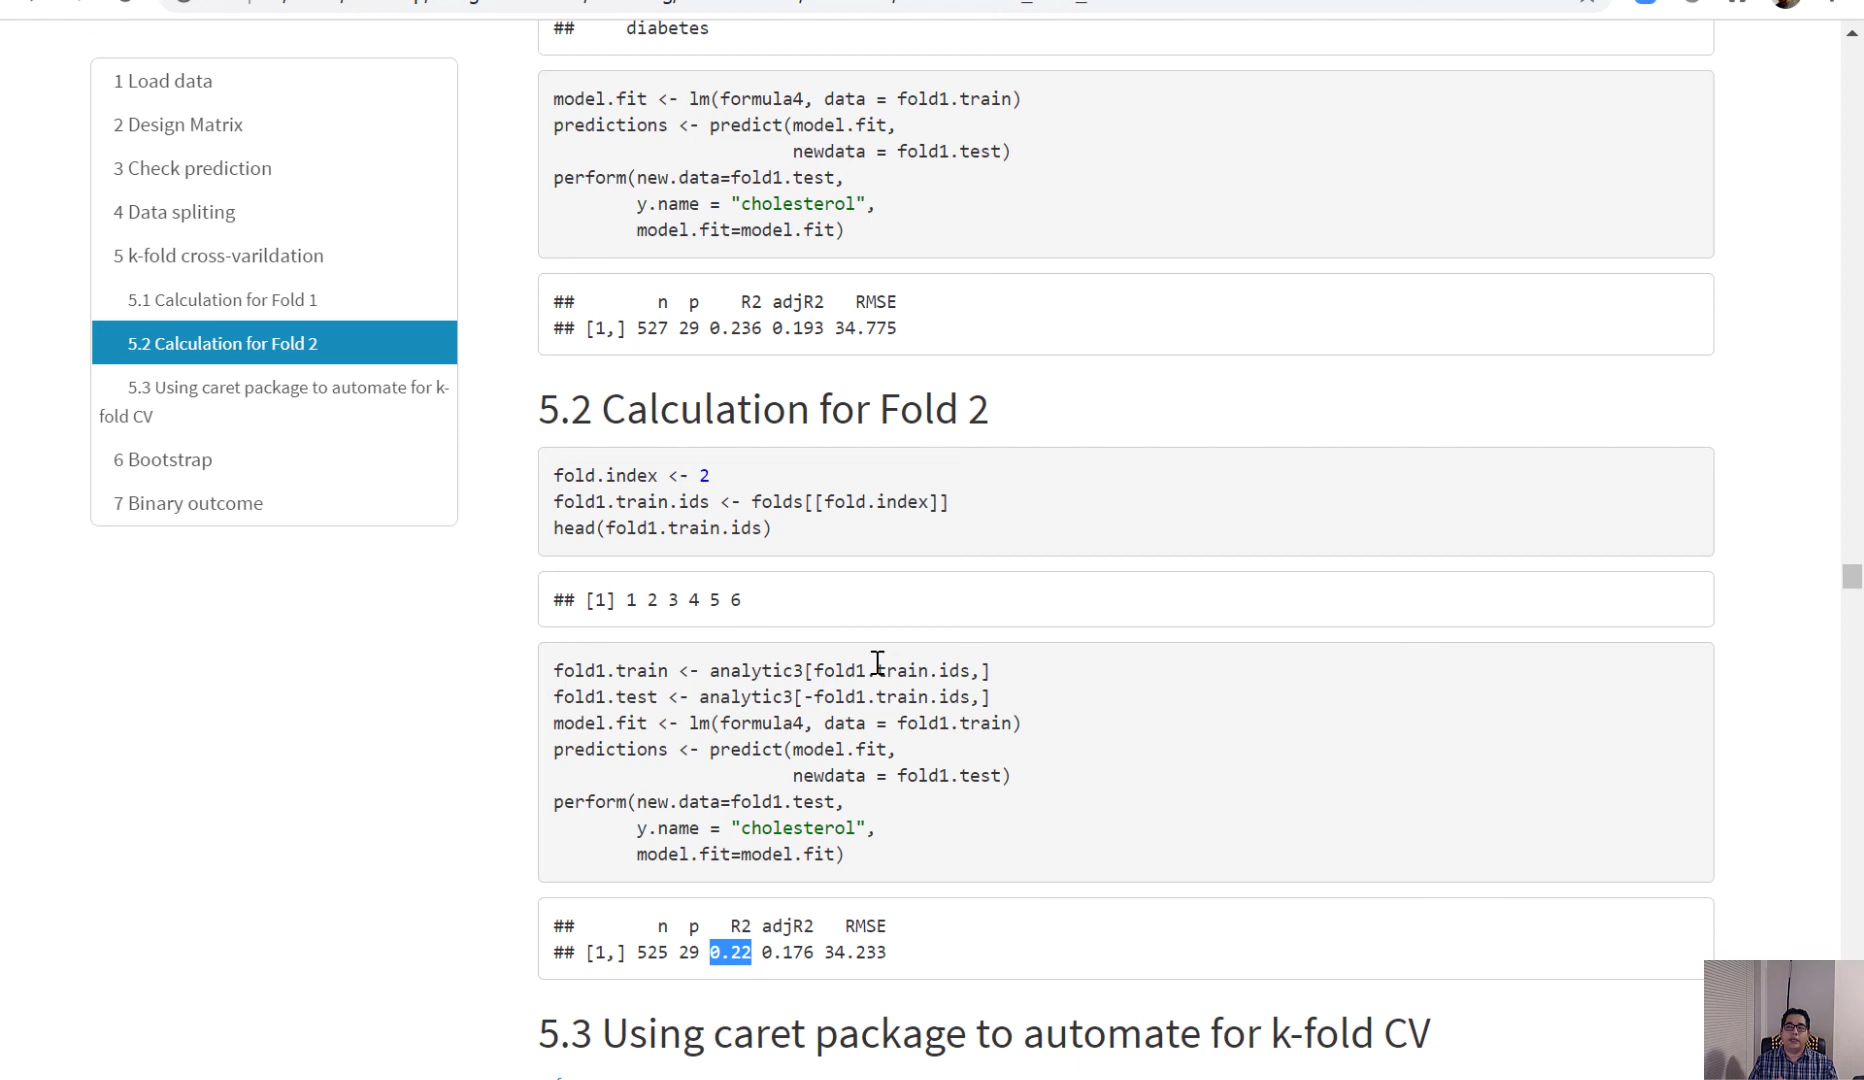 ## diabetes
1 Load data
2 Design Matrix
3 Check prediction
4 Data spliting
5 k-fold cross-varildation
5.1 Calculation for Fold 1
5.2 Calculation for Fold 2
5.3 Using caret package to automate for k-
fold CV
6 Bootstrap
7 Binary outcome
model.fit <- lm(formula4, data = fold1.train)
predictions <- predict(model.fit,
newdata = fold1.test)
perform(new.data=fold1.test,
y.name = "cholesterol",
model.fit=model.fit)
## n p R2 adjR2 RMSE
## [1,] 527 29 0.236 0.193 34.775
5.2 Calculation for Fold 2
fold.index <- 2
fold1.train.ids <- folds[[fold.index]]
head(fold1.train.ids)
## [1] 1 2 3 4 5 6
fold1.train <- analytic3[fold1.train.ids,]
fold1.test <- analytic3[-fold1.train.ids,]
model.fit <- lm(formula4, data = fold1.train)
predictions <- predict(model.fit,
newdata = fold1.test)
perform(new.data=fold1.test,
y.name = "cholesterol",
model.fit=model.fit)
## n p R2 adjR2 RMSE
## [1,] 525 29 0.22 0.176 34.233
5.3 Using caret package to automate for k-fold CV